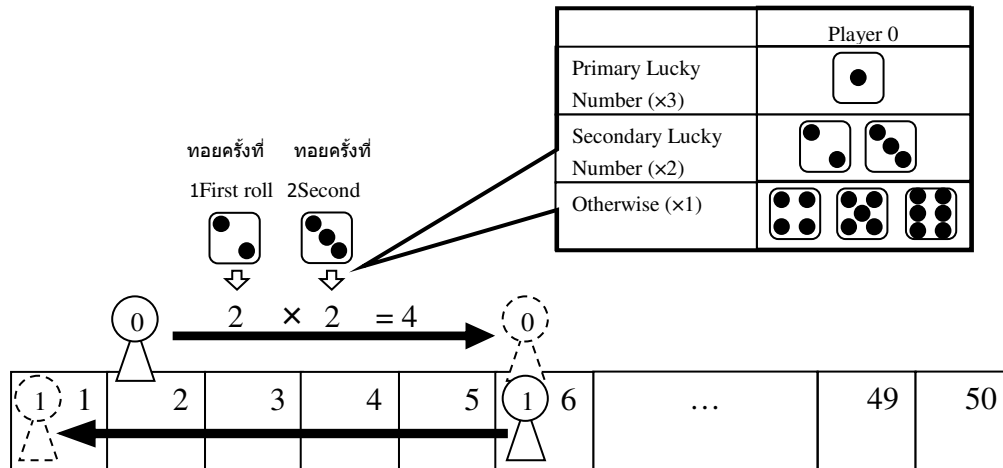 Player 0
Primary Lucky
Number (×3)
Secondary Lucky
Number (×2)
Otherwise (×1)
ทอยครั้งที่ ทอยครั้งที่
1First roll 2Second
0 2 × 2 = 4 0
1 1 2 3 4 5 1 6 ... 49 50